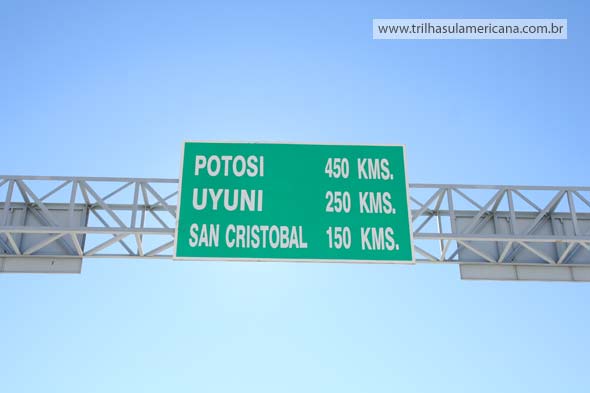 www.trilhasulamericana.com.br
POTOSI 450 KMS.
UYUNI 250 KMS.
SAN CRISTOBAL 150 KMS.